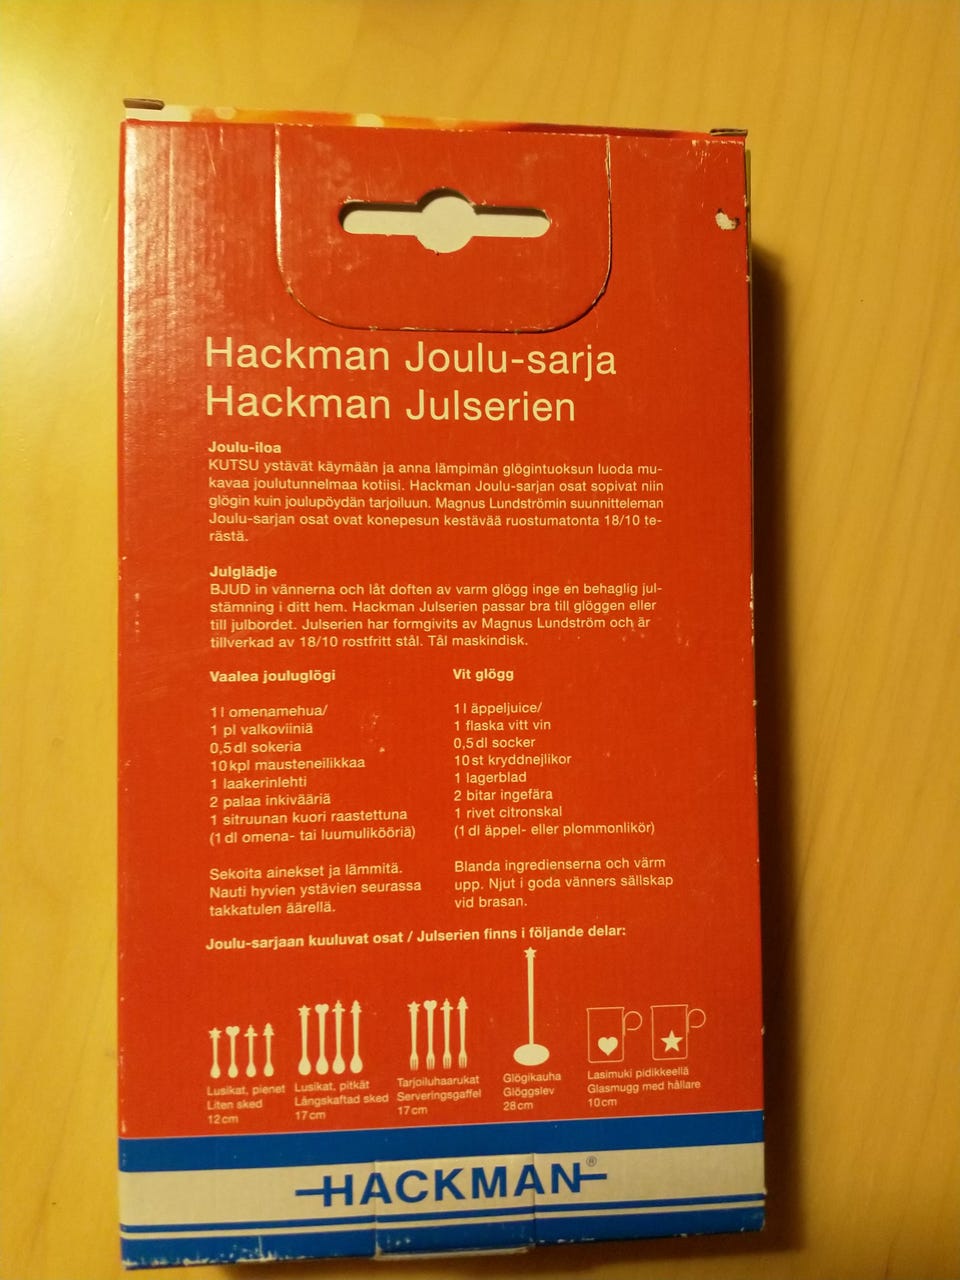 Hackman Joulu-sarja
Hackman Julserien
Joulu-iloa
KUTSU ystävät käymään ja anna lämpimän glögintuoksun luoda mu-
kavaa joulutunnelmaa kotiisi. Hackman Joulu-sarjan osat sopivat niin
glögin kuin joulupöydän tarjoiluun. Magnus Lundströmin suunnitteleman
Joulu-sarjan osat ovat konepesun kestävää ruostumatonta 18/10 te-
rästä.
Julglädje
BJUD in vännerna och låt doften av varm glögg inge en behaglig jul-
stämning i ditt hem. Hackman Julserien passar bra till glöggen eller
till julbordet. Julserien har formgivits av Magnus Lundström och är
tillverkad av 18/10 rostfritt stål. Tål maskindisk.
Vaalea jouluglögi
1 l omenamehua/
1 pl valkoviiniä
0,5 dl sokeria
10 kpl mausteneilikkaa
1 laakerinlehti
2 palaa inkivääriä
1 sitruunan kuori raastettuna
(1 dl omena- tai luumulikööriä)
Sekoita ainekset ja lämmitä.
Nauti hyvien ystävien seurassa
takkatulen äärellä.
Vit glögg
1 l äppeljuice/
1 flaska vitt vin
0,5 dl socker
10 st kryddnejlikor
1 lagerblad
2 bitar ingefära
1 rivet citronskal
(1 dl äppel- eller plommonlikör)
Blanda ingredienserna och värm
upp. Njut i goda vänners sällskap
vid brasan.
Joulu-sarjaan kuuluvat osat / Julserien finns i följande delar:
Lusikat, pienet
Liten sked
12 cm
Lusikat, pitkät
Långskaftad sked
17 cm
Tarjoiluhaarukat
Serveringsgaffel
17 cm
Glögikauha
Glöggslev
28 cm
Lasimuki pidikkeellä
Glasmugg med hållare
10 cm
HACKMAN®